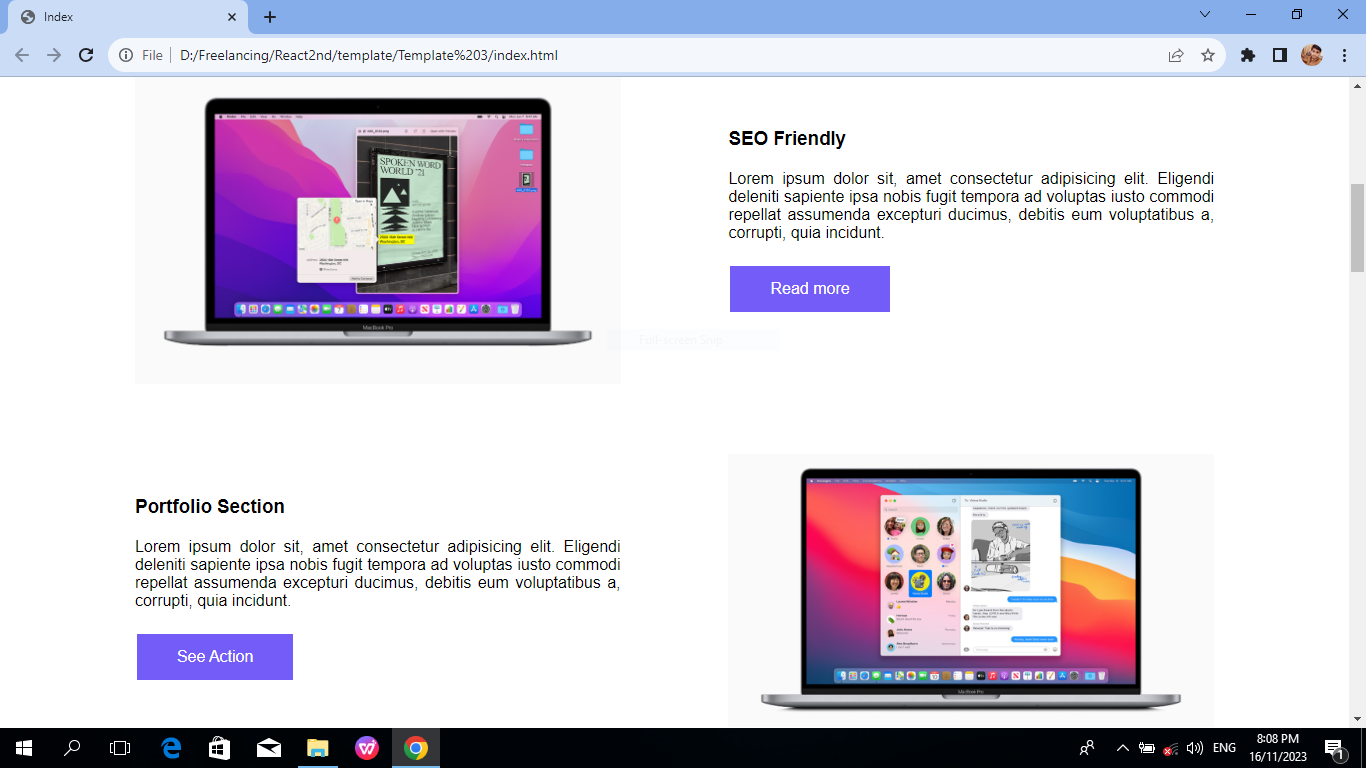 Index
File
D:/Freelancing/React2nd/template/Template%203/index.html
SPOKEN WORD
WORLD '21
MacBook Pro
SEO Friendly
Lorem ipsum dolor sit, amet consectetur adipisicing elit. Eligendi
deleniti sapiente ipsa nobis fugit tempora ad voluptas iusto commodi
repellat assumenda excepturi ducimus, debitis eum voluptatibus a,
corrupti, quia incidunt.
Read more
Full-screen Snip
Portfolio Section
Lorem ipsum dolor sit, amet consectetur adipisicing elit. Eligendi
deleniti sapiente ipsa nobis fugit tempora ad voluptas iusto commodi
repellat assumenda excepturi ducimus, debitis eum voluptatibus a,
corrupti, quia incidunt.
See Action
MacBook Pro
ENG
8:08 PM
16/11/2023
1